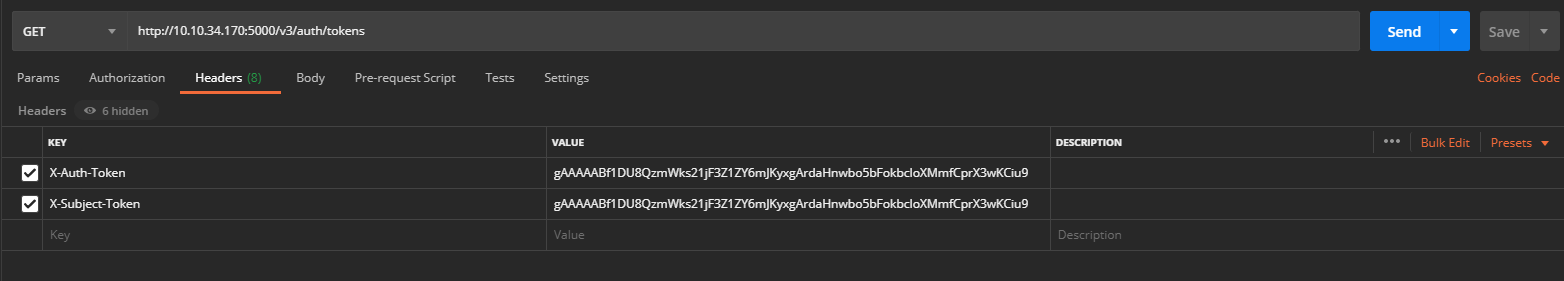 GET http://10.10.34.170:5000/v3/auth/tokens Send Save
Params Authorization Headers (8) Body Pre-request Script Tests Settings Cookies Code
Headers 6 hidden
KEY VALUE DESCRIPTION ••• Bulk Edit Presets
X-Auth-Token gAAAAABf1DU8QzmWks21jF3Z1ZY6mJKyxgArdaHnwbo5bFokbcIoXMmfCprX3wKCiu9
X-Subject-Token gAAAAABf1DU8QzmWks21jF3Z1ZY6mJKyxgArdaHnwbo5bFokbcIoXMmfCprX3wKCiu9
Key Value Description